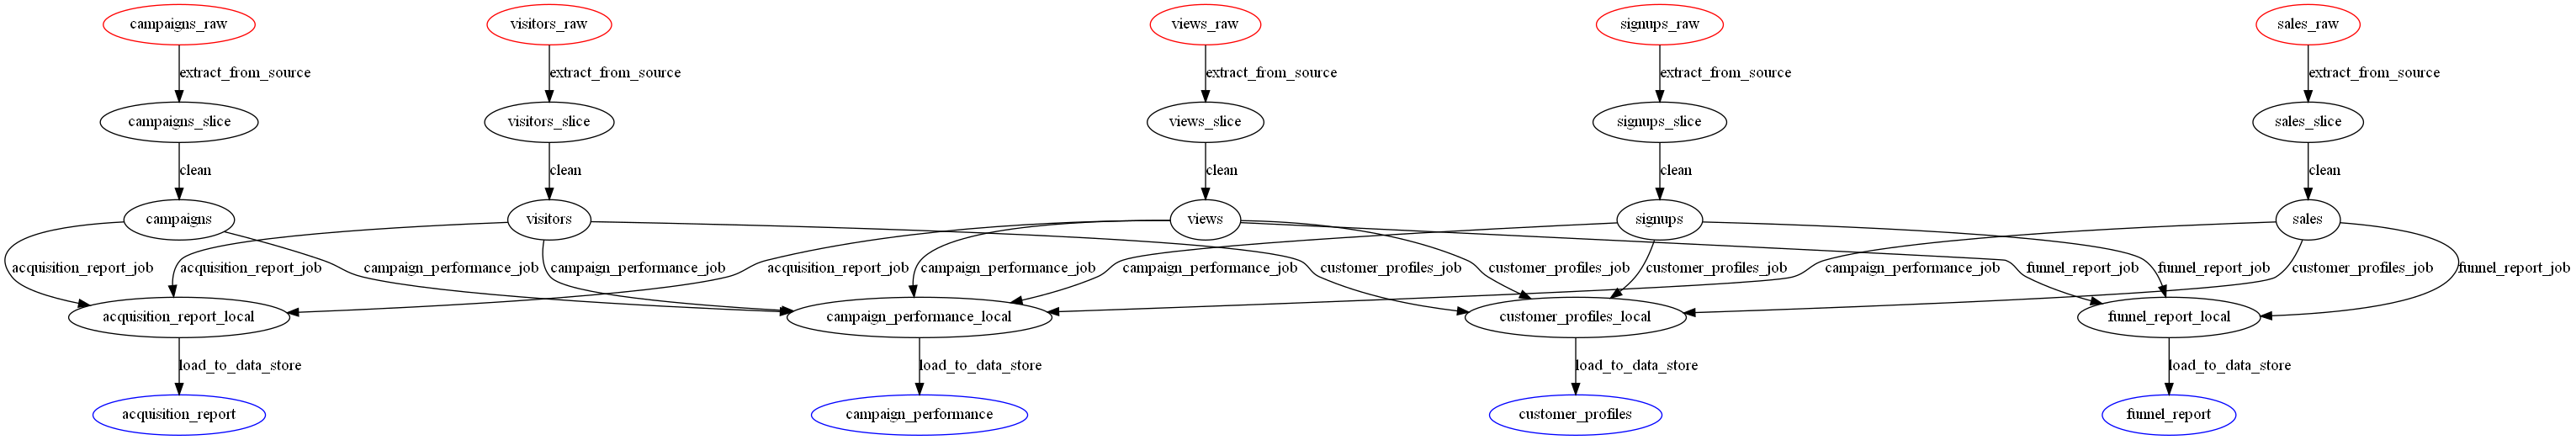 campaigns_raw
visitors_raw
views_raw
signups_raw
sales_raw
extract_from_source
extract_from_source
extract_from_source
extract_from_source
extract_from_source
campaigns_slice
visitors_slice
views_slice
signups_slice
sales_slice
clean
clean
clean
clean
clean
campaigns
visitors
views
signups
sales
acquisition_report_job
acquisition_report_job
campaign_performance_job
campaign_performance_job
acquisition_report_job
campaign_performance_job
campaign_performance_job
customer_profiles_job
customer_profiles_job
customer_profiles_job
campaign_performance_job
funnel_report_job
funnel_report_job
customer_profiles_job
funnel_report_job
acquisition_report_local
campaign_performance_local
customer_profiles_local
funnel_report_local
load_to_data_store
load_to_data_store
load_to_data_store
load_to_data_store
acquisition_report
campaign_performance
customer_profiles
funnel_report